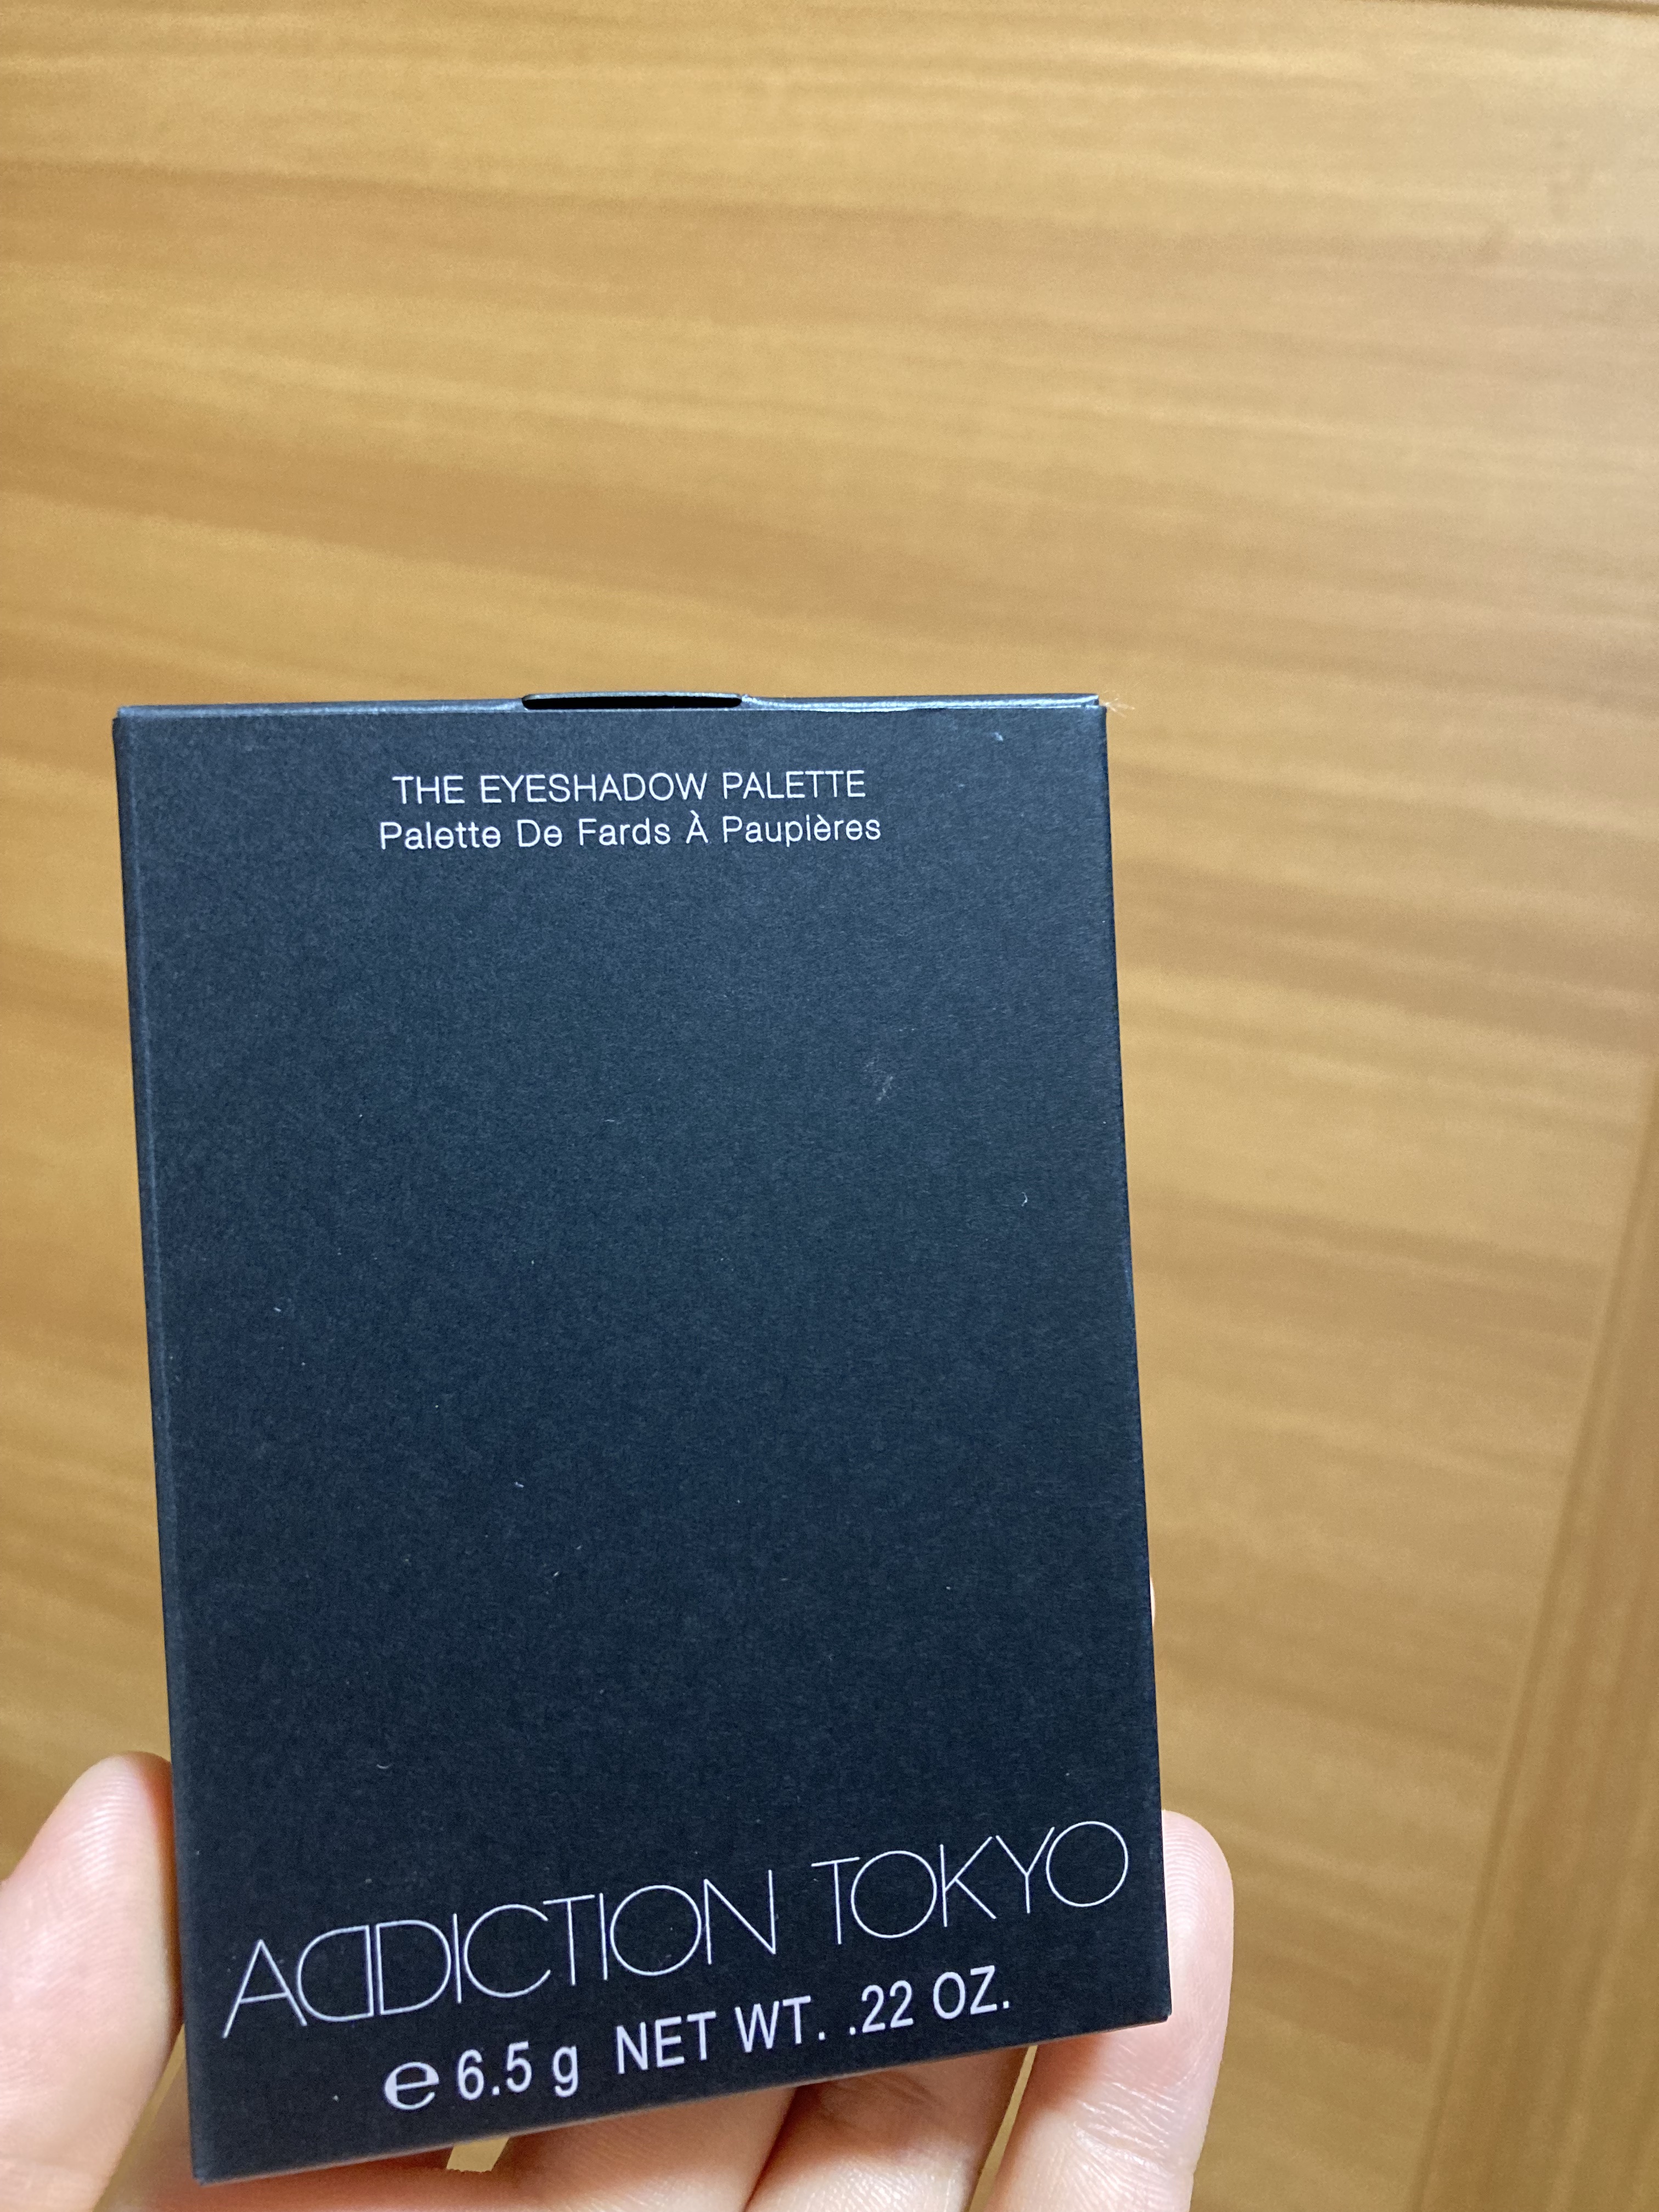 THE EYESHADOW PALETTE
Palette De Fards À Paupières
ADDICTION TOKYO
℮ 6.5 g NET WT. .22 OZ.